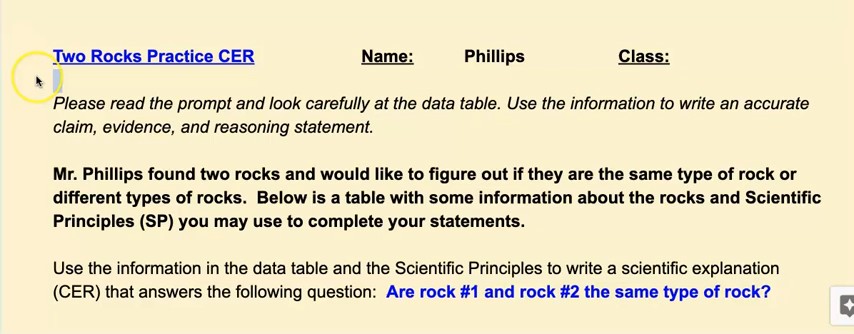 Two Rocks Practice CER Name: Phillips Class:
Please read the prompt and look carefully at the data table. Use the information to write an accurate
claim, evidence, and reasoning statement.
Mr. Phillips found two rocks and would like to figure out if they are the same type of rock or
different types of rocks. Below is a table with some information about the rocks and Scientific
Principles (SP) you may use to complete your statements.
Use the information in the data table and the Scientific Principles to write a scientific explanation
(CER) that answers the following question: Are rock #1 and rock #2 the same type of rock?